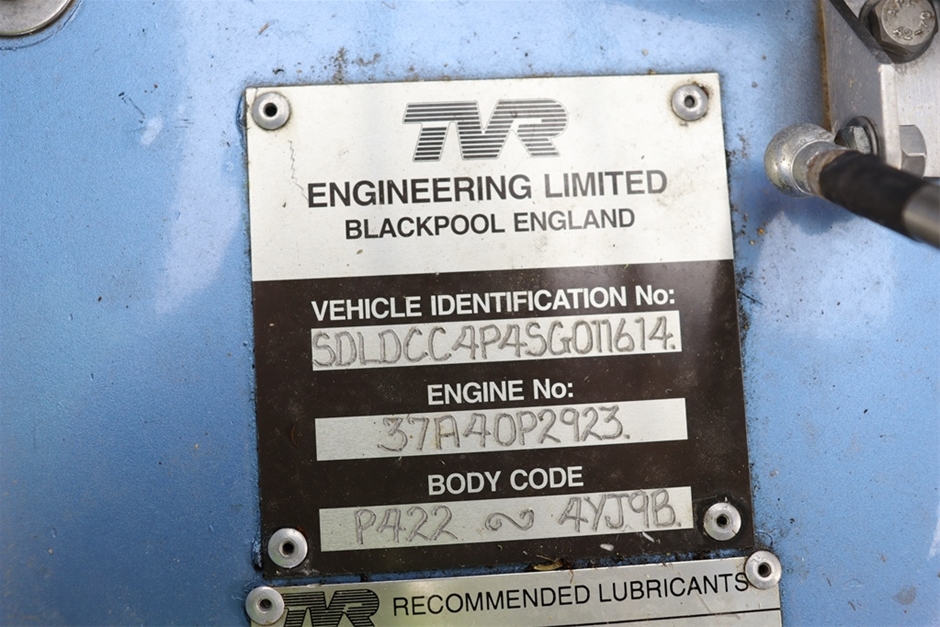 TVR
ENGINEERING LIMITED
BLACKPOOL ENGLAND
VEHICLE IDENTIFICATION No:
SDLDCC4P4SG011614.
ENGINE No:
37A40P2923.
BODY CODE
P422 ~ 4YJ9B.
TVR RECOMMENDED LUBRICANTS